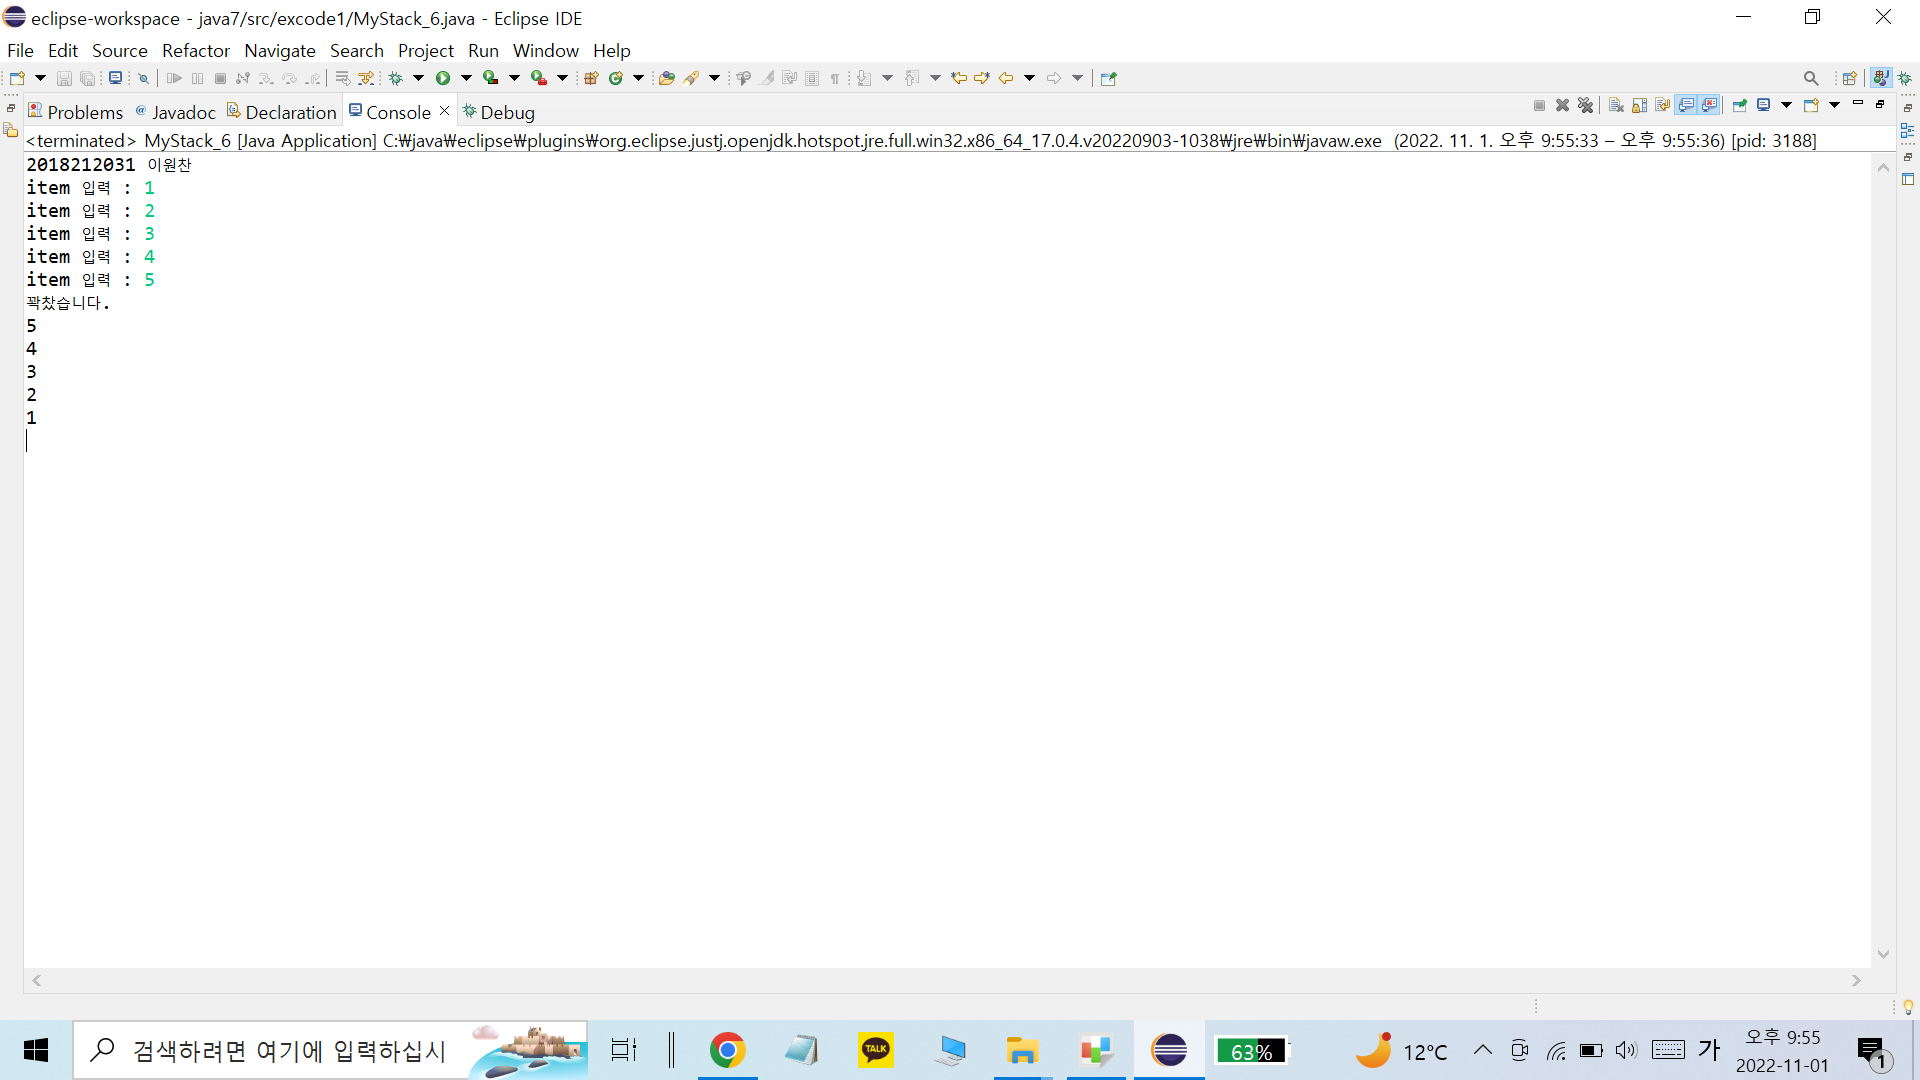 eclipse-workspace - java7/src/excode1/MyStack_6.java - Eclipse IDE
File Edit Source Refactor Navigate Search Project Run Window Help
Problems @ Javadoc Declaration Console Debug
<terminated> MyStack_6 [Java Application] C:₩java₩eclipse₩plugins₩org.eclipse.justj.openjdk.hotspot.jre.full.win32.x86_64_17.0.4.v20220903-1038₩jre₩bin₩javaw.exe (2022. 11. 1. 오후 9:55:33 – 오후 9:55:36) [pid: 3188]
2018212031 이원찬
item 입력 : 1
item 입력 : 2
item 입력 : 3
item 입력 : 4
item 입력 : 5
꽉찼습니다.
5
4
3
2
1
검색하려면 여기에 입력하십시
TALK
63%
12°C
가
오후 9:55
2022-11-01
1